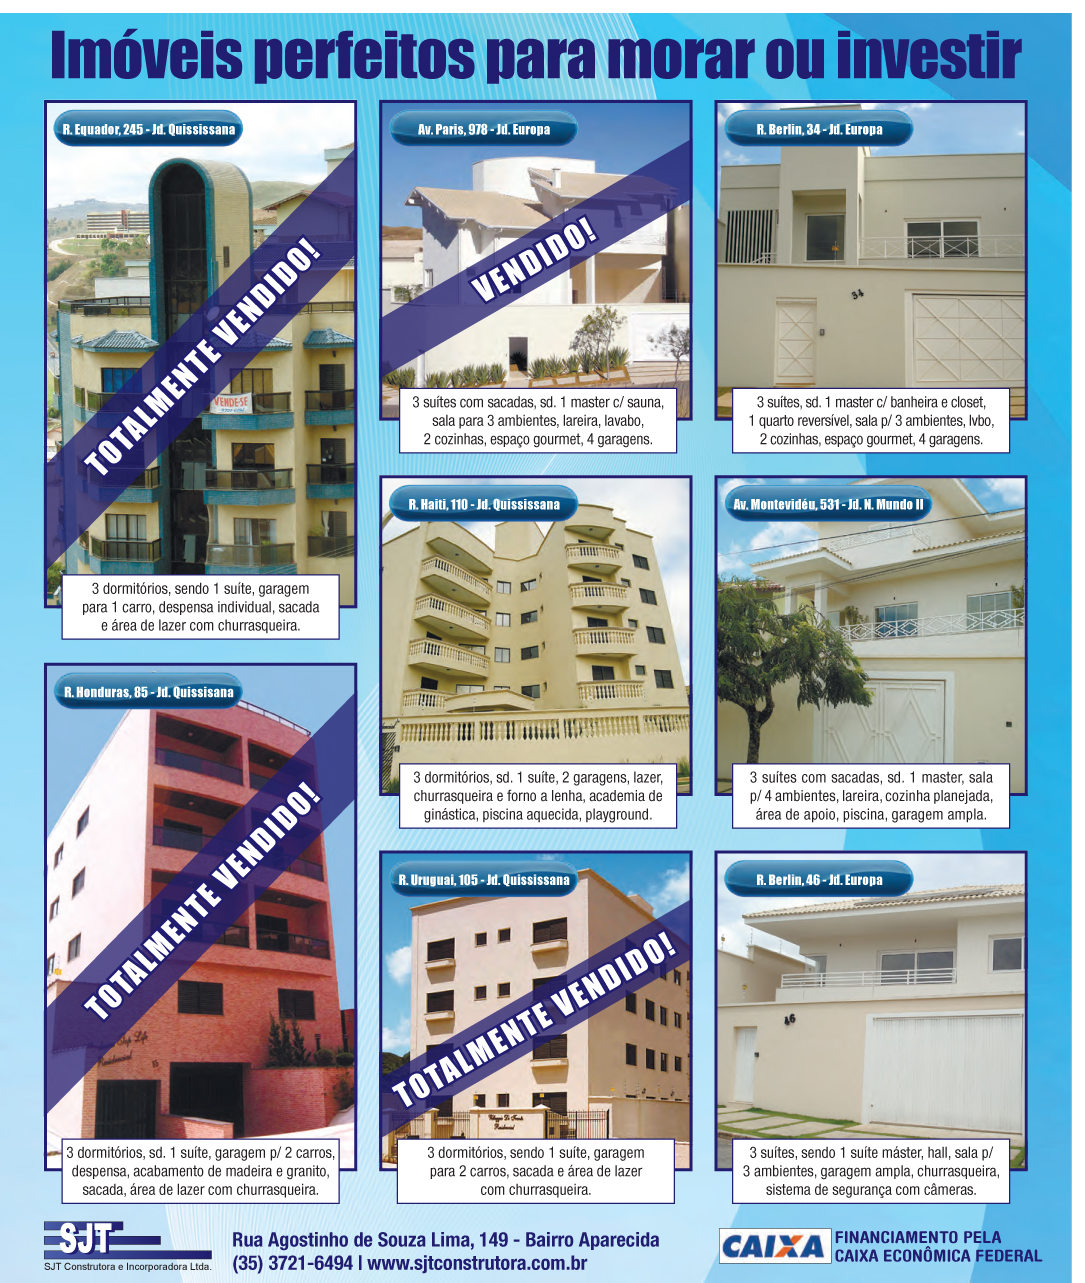 Imóveis perfeitos para morar ou investir
R. Equador, 245 - Jd. Quississana
VENDE-SE
TOTALMENTE VENDIDO!
3 dormitórios, sendo 1 suíte, garagem
para 1 carro, despensa individual, sacada
e área de lazer com churrasqueira.
Av. Paris, 978 - Jd. Europa
VENDIDO!
3 suítes com sacadas, sd. 1 master c/ sauna,
sala para 3 ambientes, lareira, lavabo,
2 cozinhas, espaço gourmet, 4 garagens.
R. Berlin, 34 - Jd. Europa
34
3 suítes, sd. 1 master c/ banheira e closet,
1 quarto reversível, sala p/ 3 ambientes, lvbo,
2 cozinhas, espaço gourmet, 4 garagens.
R. Haiti, 110 - Jd. Quississana
3 dormitórios, sd. 1 suíte, 2 garagens, lazer,
churrasqueira e forno a lenha, academia de
ginástica, piscina aquecida, playground.
Av. Montevidéu, 531 - Jd. N. Mundo II
3 suítes com sacadas, sd. 1 master, sala
p/ 4 ambientes, lareira, cozinha planejada,
área de apoio, piscina, garagem ampla.
R. Honduras, 85 - Jd. Quissisana
TOTALMENTE VENDIDO!
Life
Residencial
3 dormitórios, sd. 1 suíte, garagem p/ 2 carros,
despensa, acabamento de madeira e granito,
sacada, área de lazer com churrasqueira.
R. Uruguai, 105 - Jd. Quississana
TOTALMENTE VENDIDO!
Residencial
3 dormitórios, sendo 1 suíte, garagem
para 2 carros, sacada e área de lazer
com churrasqueira.
R. Berlin, 46 - Jd. Europa
46
3 suítes, sendo 1 suíte máster, hall, sala p/
3 ambientes, garagem ampla, churrasqueira,
sistema de segurança com câmeras.
SJT
SJT Construtora e Incorporadora Ltda.
Rua Agostinho de Souza Lima, 149 - Bairro Aparecida
(35) 3721-6494 | www.sjtconstrutora.com.br
CAIXA
FINANCIAMENTO PELA
CAIXA ECONÔMICA FEDERAL